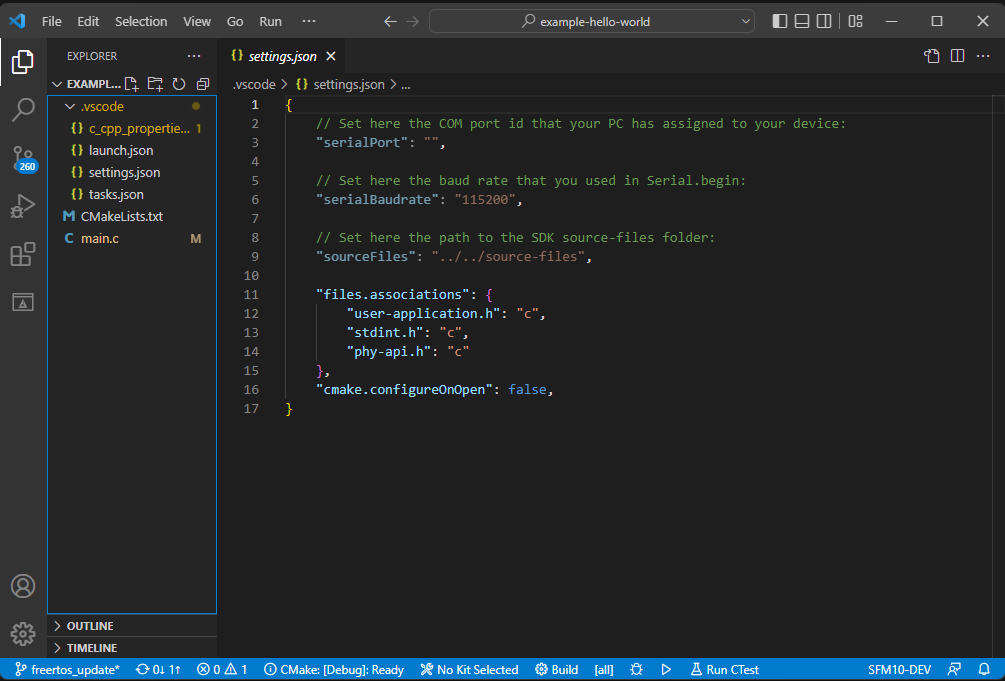 File Edit Selection View Go Run ··· example-hello-world
EXPLORER ···
EXAMPL...
.vscode
{} c_cpp_propertie... 1
{} launch.json
{} settings.json
{} tasks.json
M CMakeLists.txt
C main.c M
260
OUTLINE
TIMELINE
{} settings.json
.vscode > {} settings.json > ...
1 {
2 // Set here the COM port id that your PC has assigned to your device:
3 "serialPort": "",
4
5 // Set here the baud rate that you used in Serial.begin:
6 "serialBaudrate": "115200",
7
8 // Set here the path to the SDK source-files folder:
9 "sourceFiles": "../../source-files",
10
11 "files.associations": {
12 "user-application.h": "c",
13 "stdint.h": "c",
14 "phy-api.h": "c"
15 },
16 "cmake.configureOnOpen": false,
17 }
freertos_update* 0↓ 1↑ 0 1 CMake: [Debug]: Ready No Kit Selected Build [all] Run CTest SFM10-DEV